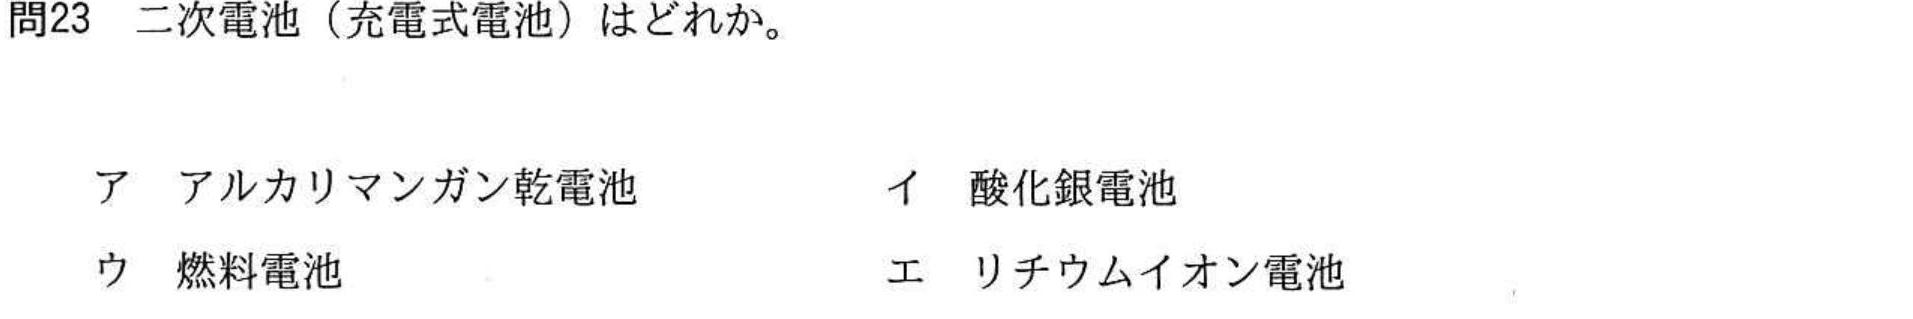 問23 二次電池（充電式電池）はどれか。
ア アルカリマンガン乾電池 イ 酸化銀電池
ウ 燃料電池 エ リチウムイオン電池